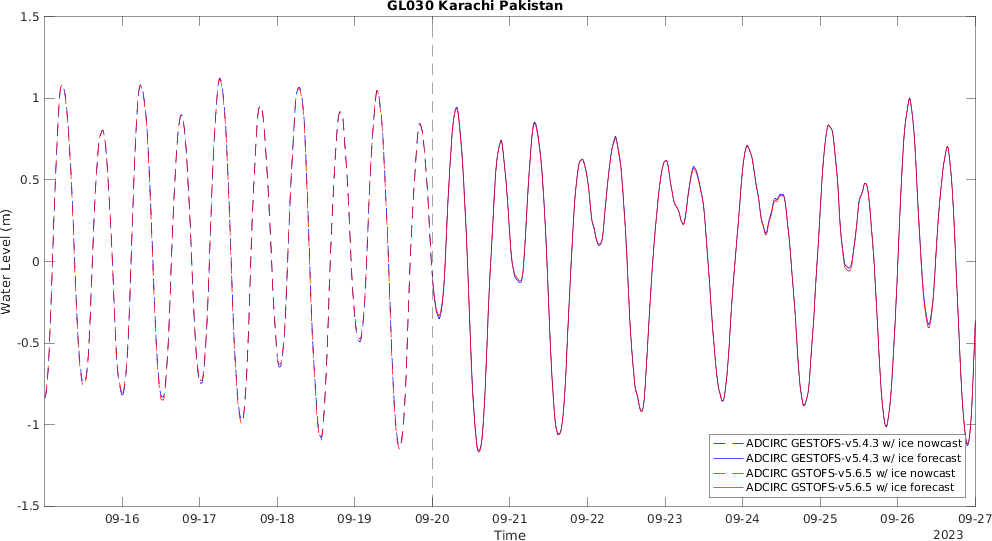 GL030 Karachi Pakistan
1.5
1
0.5
0
-0.5
-1
-1.5
Water Level (m)
ADCIRC GESTOFS-v5.4.3 w/ ice nowcast
ADCIRC GESTOFS-v5.4.3 w/ ice forecast
ADCIRC GSTOFS-v5.6.5 w/ ice nowcast
ADCIRC GSTOFS-v5.6.5 w/ ice forecast
09-16 09-17 09-18 09-19 09-20 09-21 09-22 09-23 09-24 09-25 09-26 09-27
Time
2023